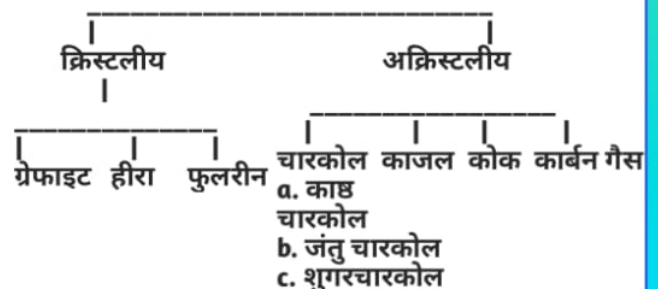 क्रिस्टलीय अक्रिस्टलीय
ग्रेफाइट हीरा फुलरीन चारकोल काजल कोक कार्बन गैस
a. काष्ठ
चारकोल
b. जंतु चारकोल
c. शुगरचारकोल